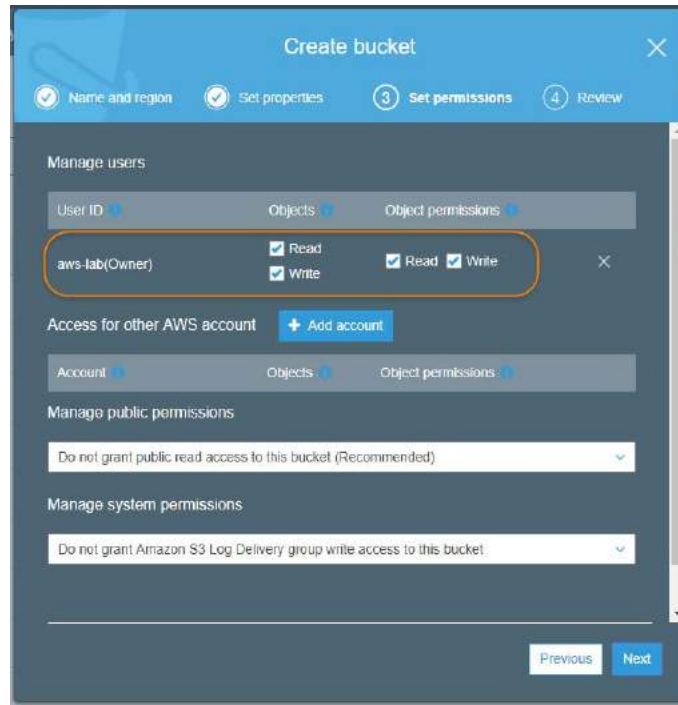 Create bucket
Name and region
Set properties
3 Set permissions
4 Review
Manage users
User ID Objects Object permissions
aws-lab(Owner) Read Read Write
Write
Access for other AWS account + Add account
Account Objects Object permissions
Manage public permissions
Do not grant public read access to this bucket (Recommended)
Manage system permissions
Do not grant Amazon S3 Log Delivery group write access to this bucket
Previous Next